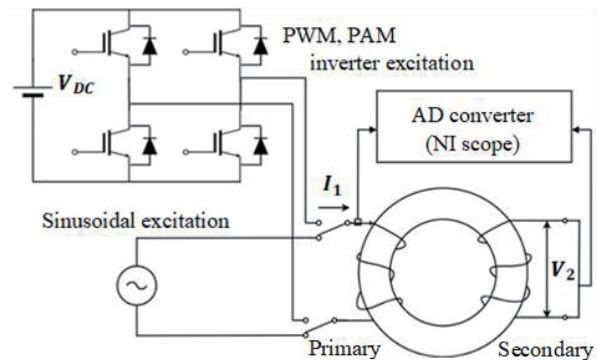 PWM, PAM
inverter excitation
V_DC
AD converter
(NI scope)
I_1
Sinusoidal excitation
V_2
Primary
Secondary